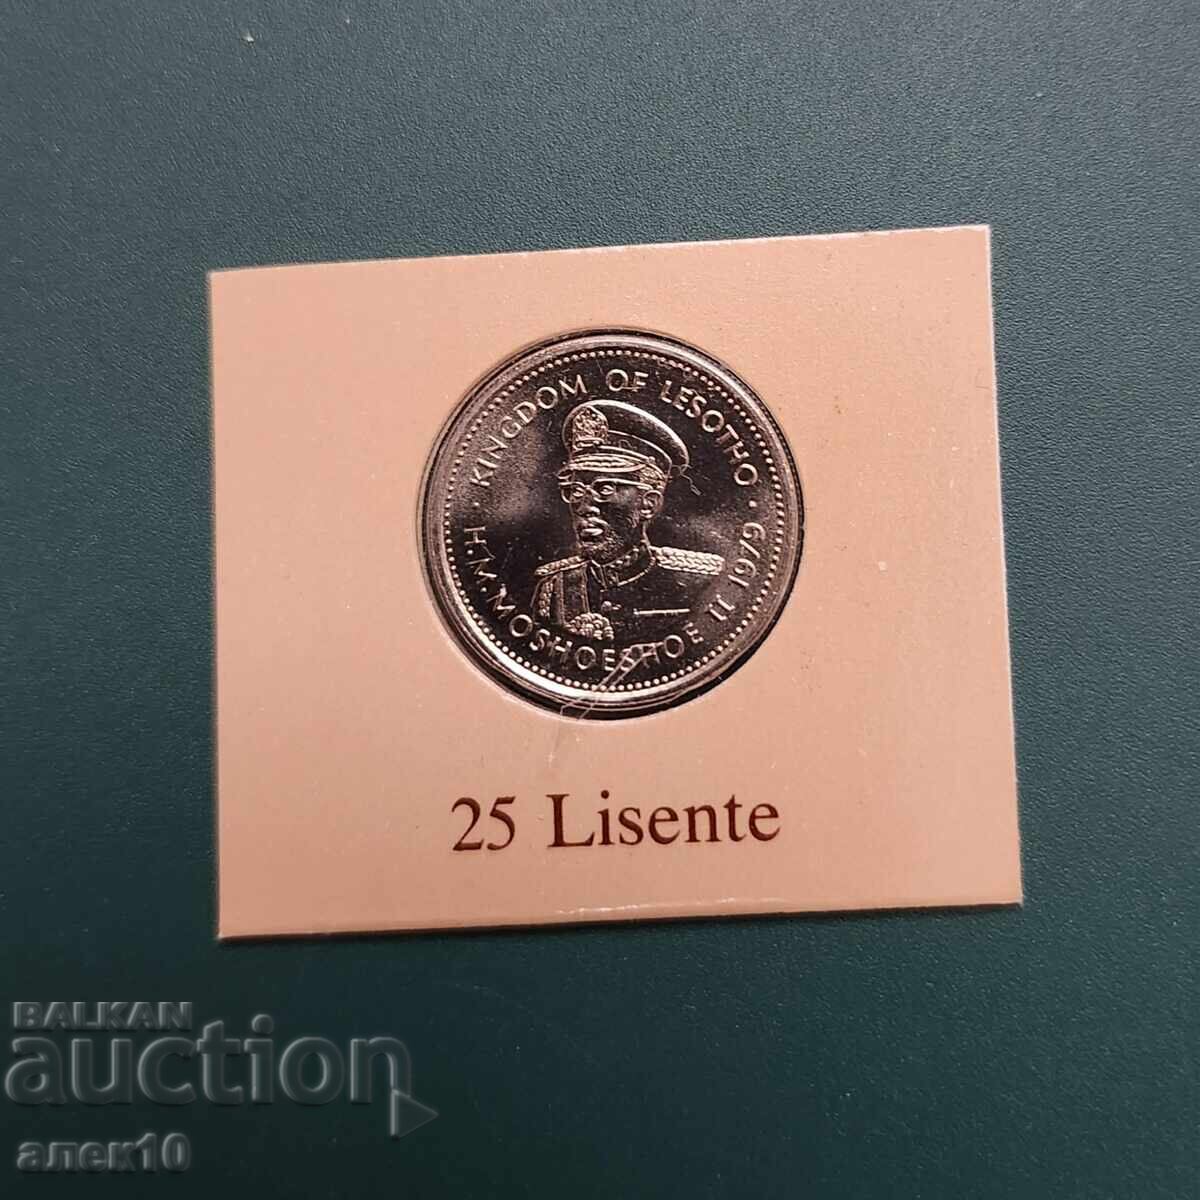 · KINGDOM OF LESOTHO ·
H.M. MOSHOESHOE II 1979
25 Lisente
BALKAN
auction
алек10